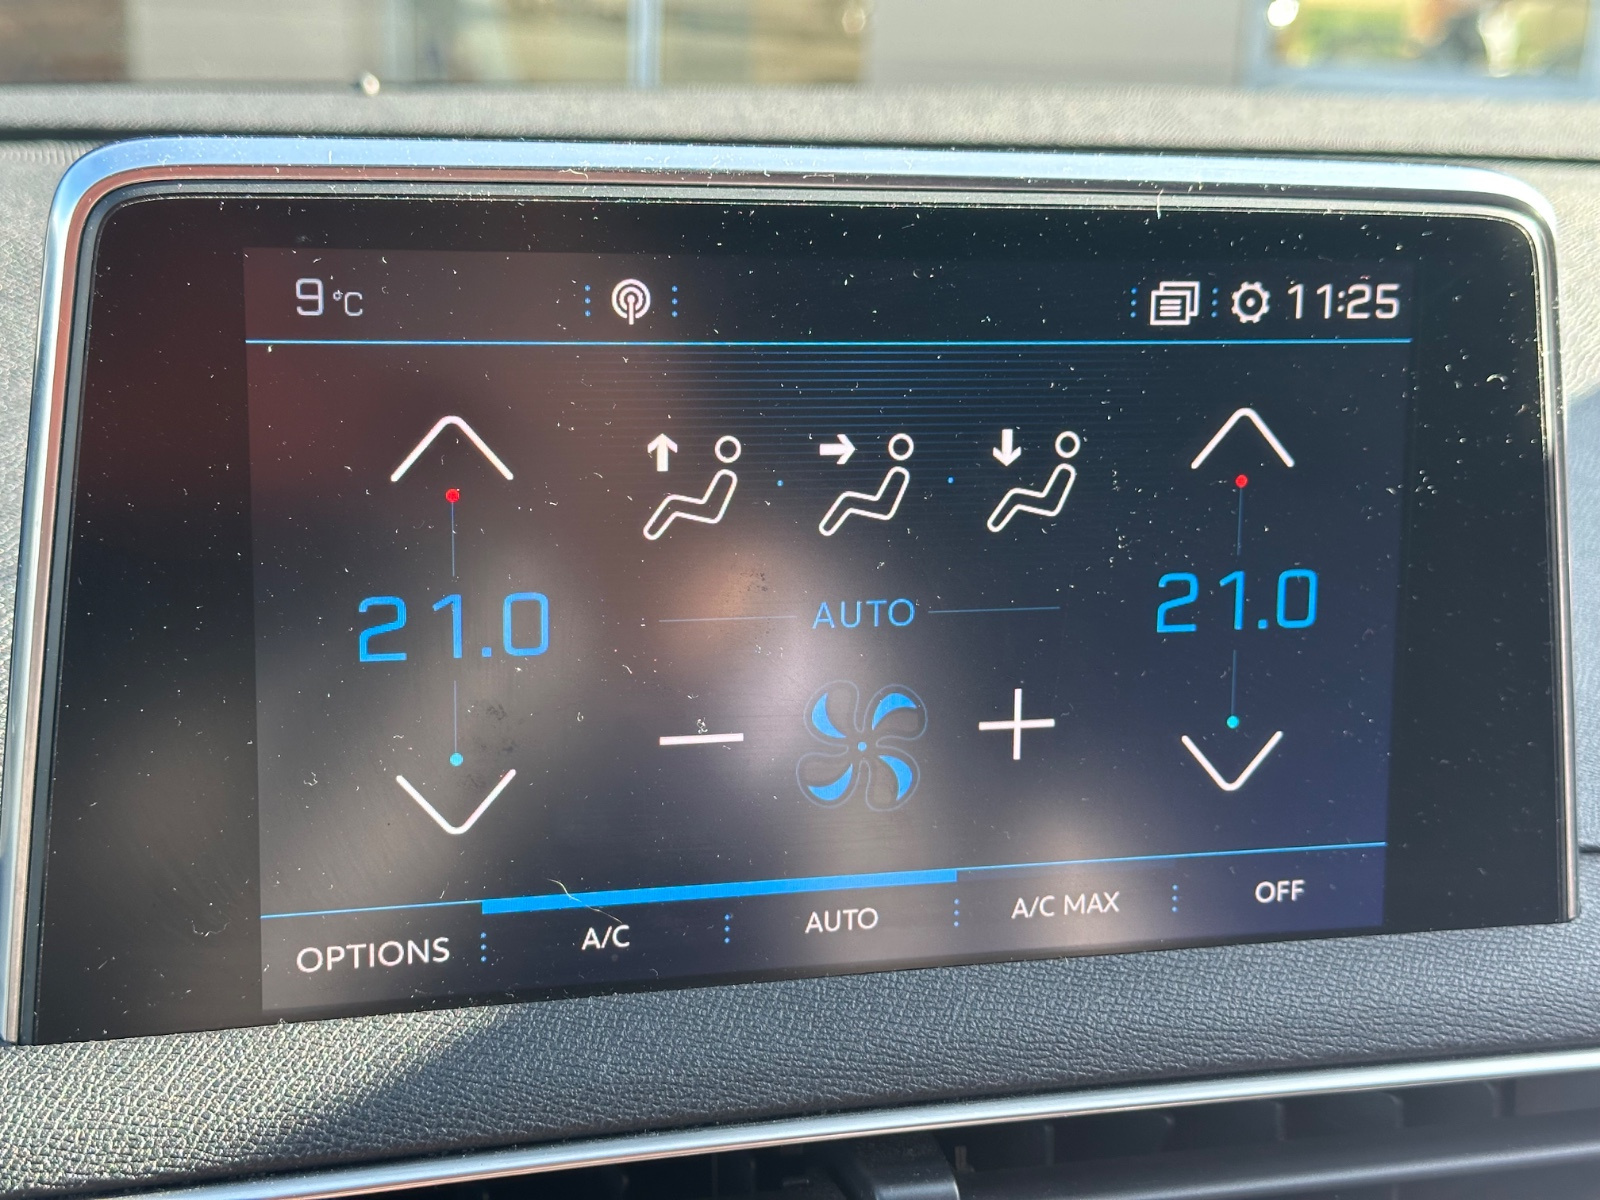 9 °C
11:25
21.0
AUTO
21.0
OPTIONS
A/C
AUTO
A/C MAX
OFF